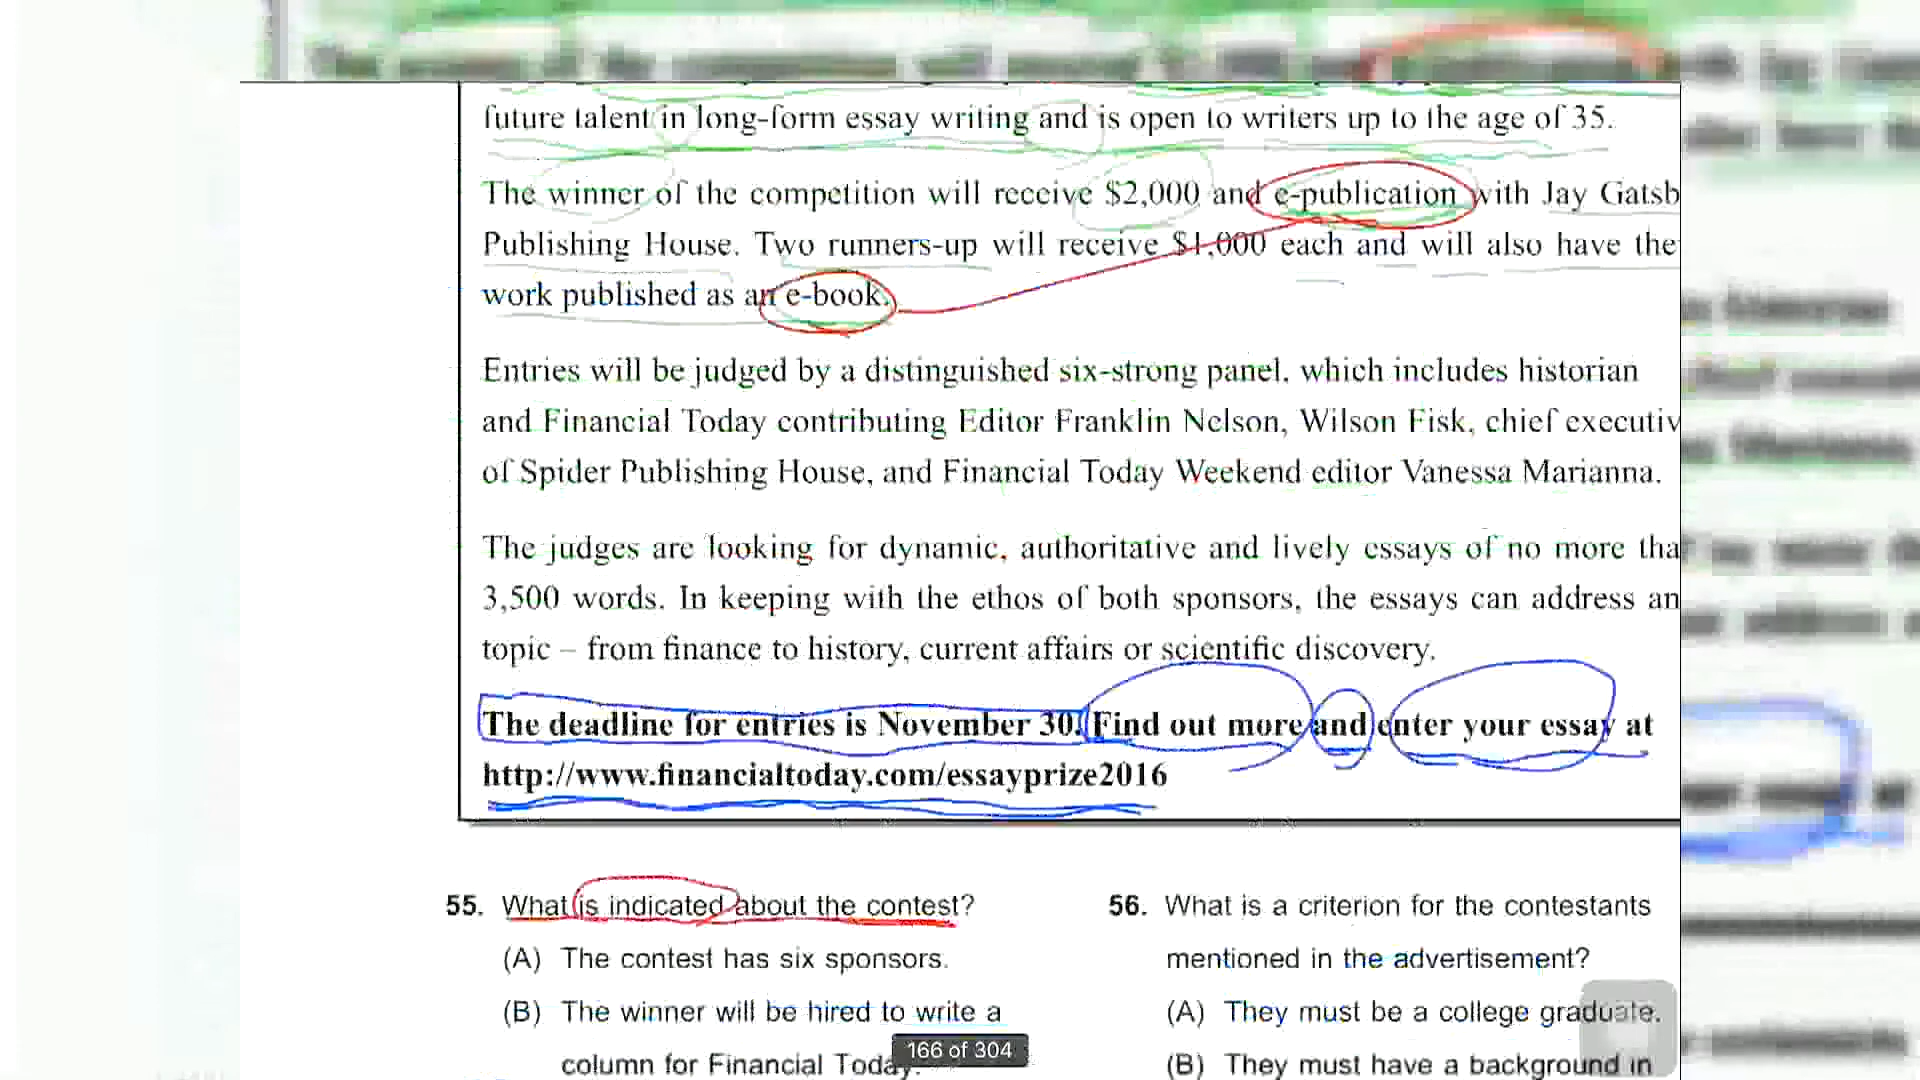 future talent in long-form essay writing and is open to writers up to the age of 35.
The winner of the competition will receive $2,000 and e-publication with Jay Gatsb
Publishing House. Two runners-up will receive $1,000 each and will also have the
work published as an e-book.
Entries will be judged by a distinguished six-strong panel, which includes historian
and Financial Today contributing Editor Franklin Nelson, Wilson Fisk, chief executiv
of Spider Publishing House, and Financial Today Weekend editor Vanessa Marianna.
The judges are looking for dynamic, authoritative and lively essays of no more tha
3,500 words. In keeping with the ethos of both sponsors, the essays can address an
topic – from finance to history, current affairs or scientific discovery.
The deadline for entries is November 30. Find out more and enter your essay at
http://www.financialtoday.com/essayprize2016
55. What is indicated about the contest?
(A) The contest has six sponsors.
(B) The winner will be hired to write a
column for Financial Today.
56. What is a criterion for the contestants
mentioned in the advertisement?
(A) They must be a college graduate.
(B) They must have a background in
166 of 304